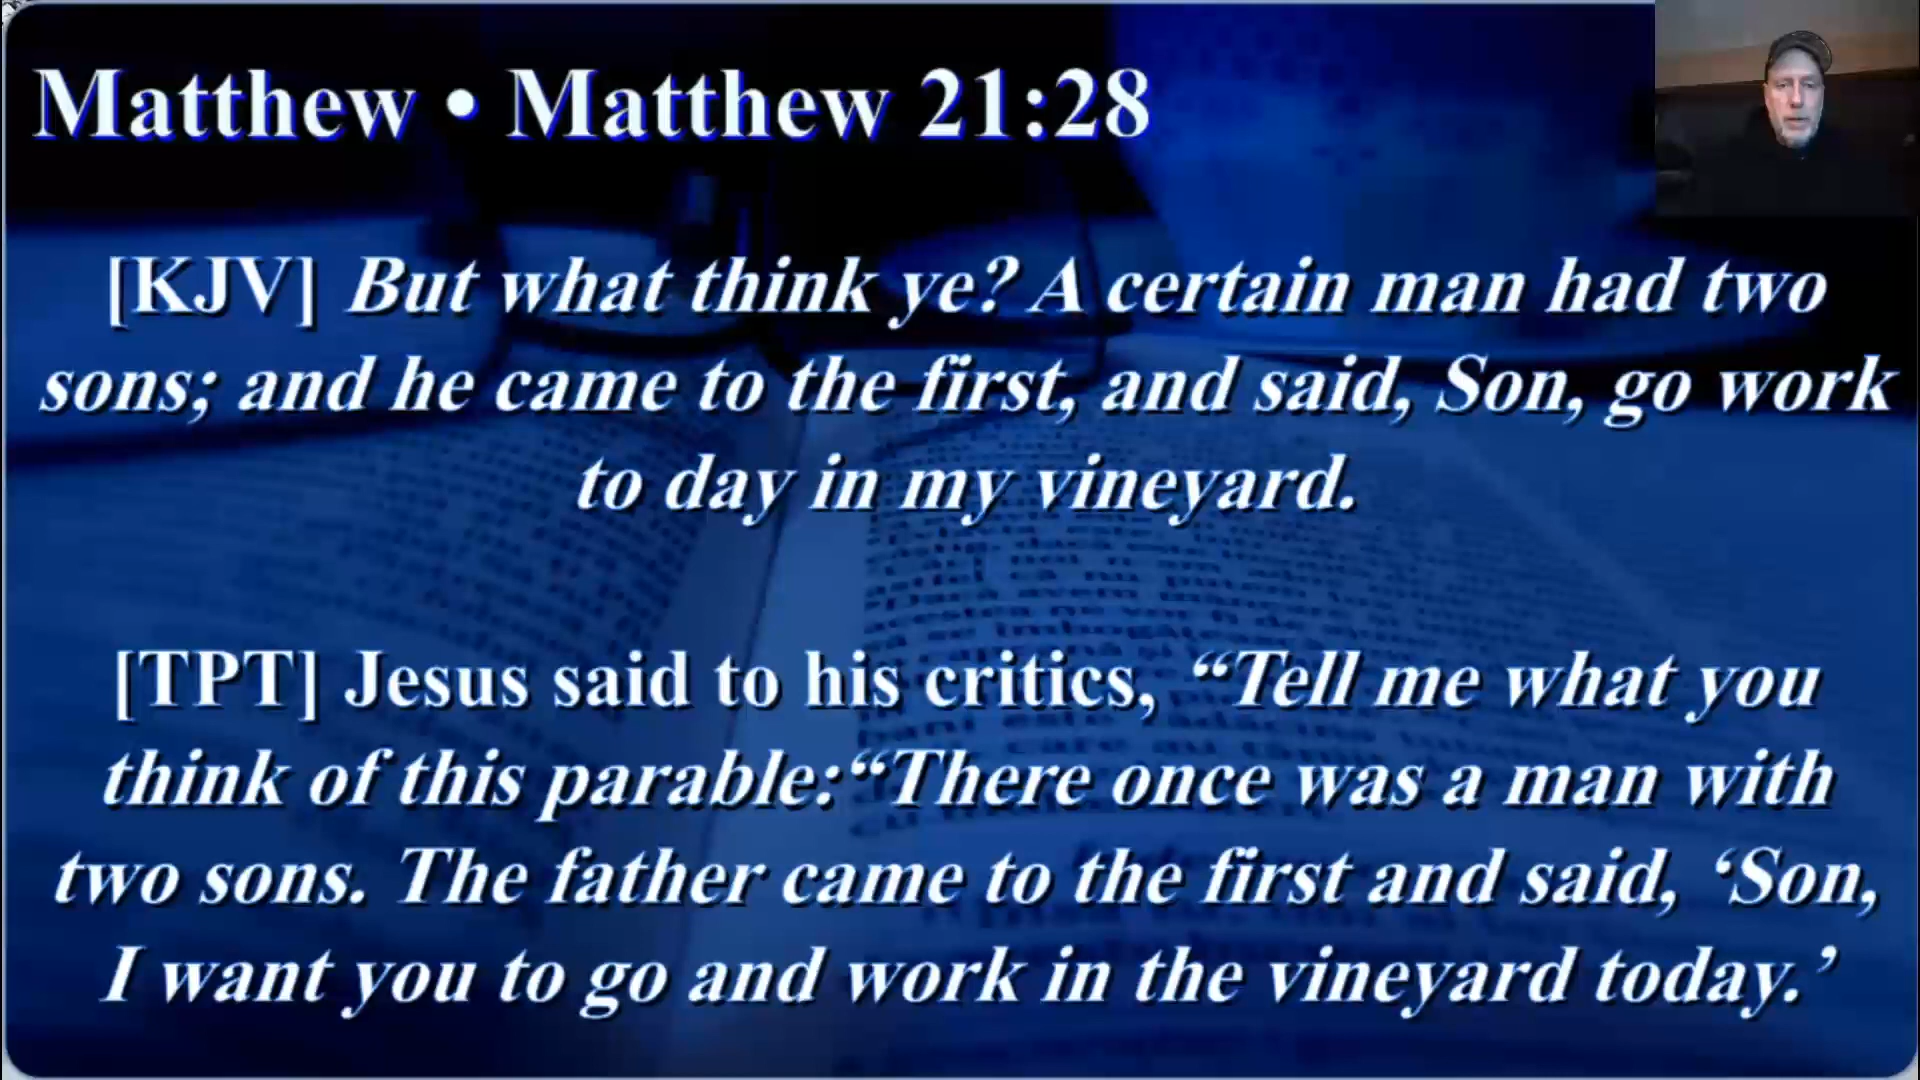 Matthew • Matthew 21:28
[KJV] But what think ye? A certain man had two
sons; and he came to the first, and said, Son, go work
to day in my vineyard.
[TPT] Jesus said to his critics, “Tell me what you
think of this parable:“There once was a man with
two sons. The father came to the first and said, ‘Son,
I want you to go and work in the vineyard today.’